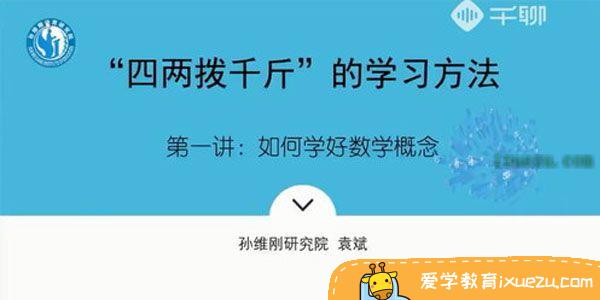 千聊
“四两拨千斤”的学习方法
第一讲：如何学好数学概念
孙维刚研究院 袁斌
爱学教育ixuezu.com